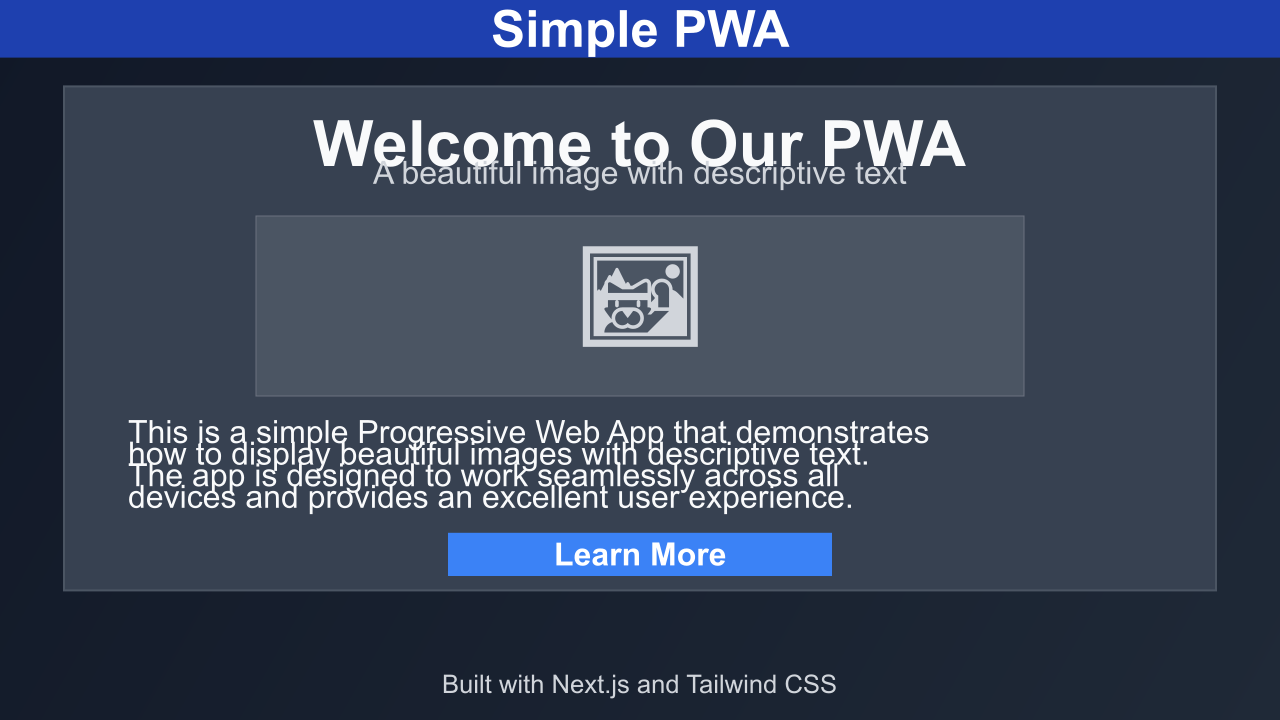 Simple PWA
Welcome to Our PWA
A beautiful image with descriptive text
This is a simple Progressive Web App that demonstrates
how to display beautiful images with descriptive text.
The app is designed to work seamlessly across all
devices and provides an excellent user experience.
Learn More
Built with Next.js and Tailwind CSS